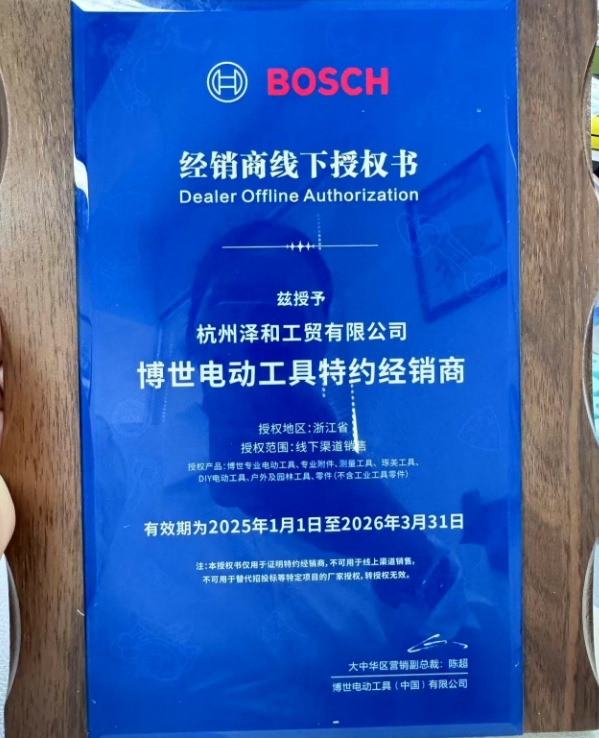 BOSCH
经销商线下授权书
Dealer Offline Authorization
兹授予
杭州泽和工贸有限公司
博世电动工具特约经销商
授权地区:浙江省
授权范围:线下渠道销售
授权产品:博世专业电动工具、专业附件、测量工具、琢美工具、
DIY电动工具、户外及园林工具、零件(不含工业工具零件)
有效期为2025年1月1日至2026年3月31日
注:本授权书仅用于证明特约经销商,不可用于线上渠道销售,
不可用于替代招投标等特定项目的厂家授权,转授权无效。
大中华区营销副总裁:陈超
博世电动工具(中国)有限公司